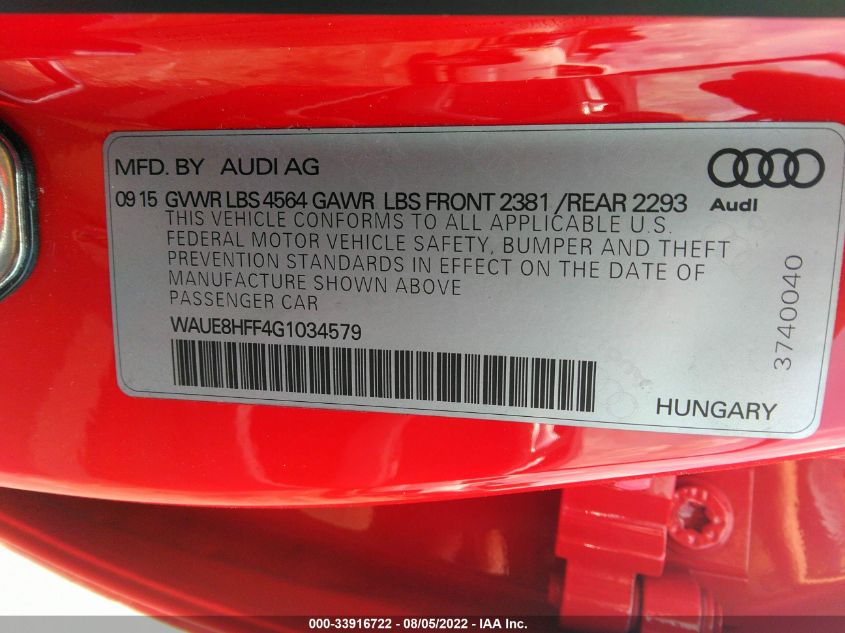 MFD. BY AUDI AG
Audi
09 15 GVWR LBS 4564 GAWR LBS FRONT 2381 /REAR 2293
THIS VEHICLE CONFORMS TO ALL APPLICABLE U.S.
FEDERAL MOTOR VEHICLE SAFETY, BUMPER AND THEFT
PREVENTION STANDARDS IN EFFECT ON THE DATE OF
MANUFACTURE SHOWN ABOVE
PASSENGER CAR
WAUE8HFF4G1034579
3740040
HUNGARY
000-33916722 - 08/05/2022 - IAA Inc.